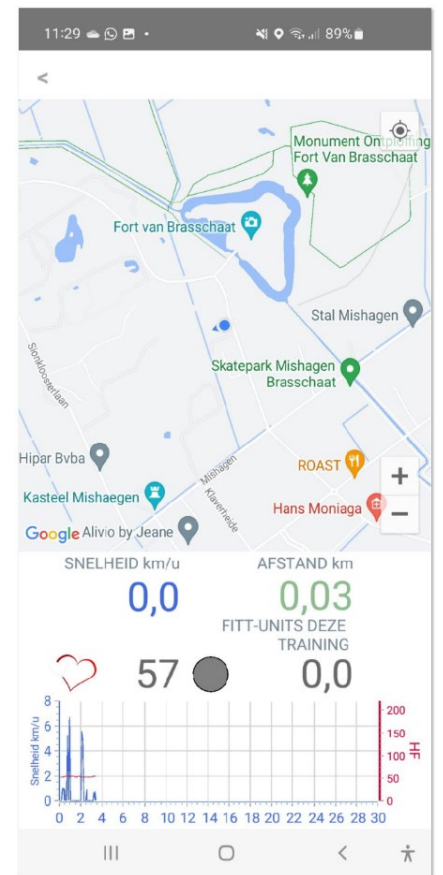 11:29
89%
<
Monument Ontploffing
Fort Van Brasschaat
Fort van Brasschaat
Stal Mishagen
Sionkloosterlaan
Skatepark Mishagen
Brasschaat
Hipar Bvba
Mishagen
ROAST
+
Kasteel Mishaegen
Klaverheide
Hans Moniaga
−
Google
Alivio by Jeane
SNELHEID km/u
AFSTAND km
0,0
0,03
FITT-UNITS DEZE
TRAINING
57
0,0
Snelheid km/u
8
6
4
2
0
200
150
100
50
0
HF
0 2 4 6 8 10 12 14 16 18 20 22 24 26 28 30